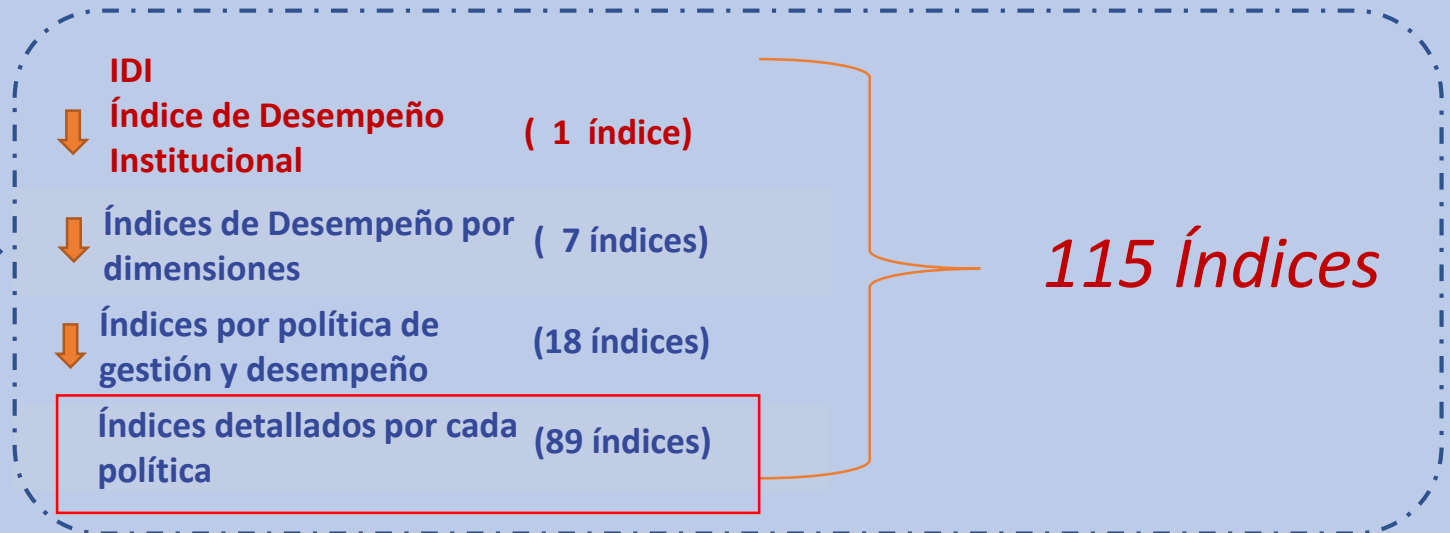 IDI
Índice de Desempeño
Institucional
( 1 índice)
Índices de Desempeño por
dimensiones
( 7 índices)
Índices por política de
gestión y desempeño
(18 índices)
Índices detallados por cada
política
(89 índices)
115 Índices